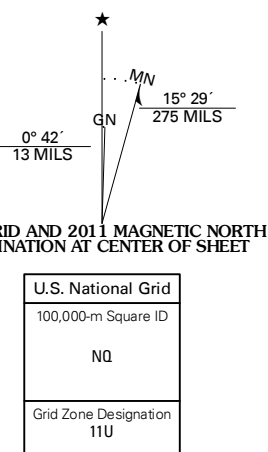 MN
GN
15° 29´
275 MILS
0° 42´
13 MILS
RID AND 2011 MAGNETIC NORTH
INATION AT CENTER OF SHEET
U.S. National Grid
100,000-m Square ID
NQ
Grid Zone Designation
11U